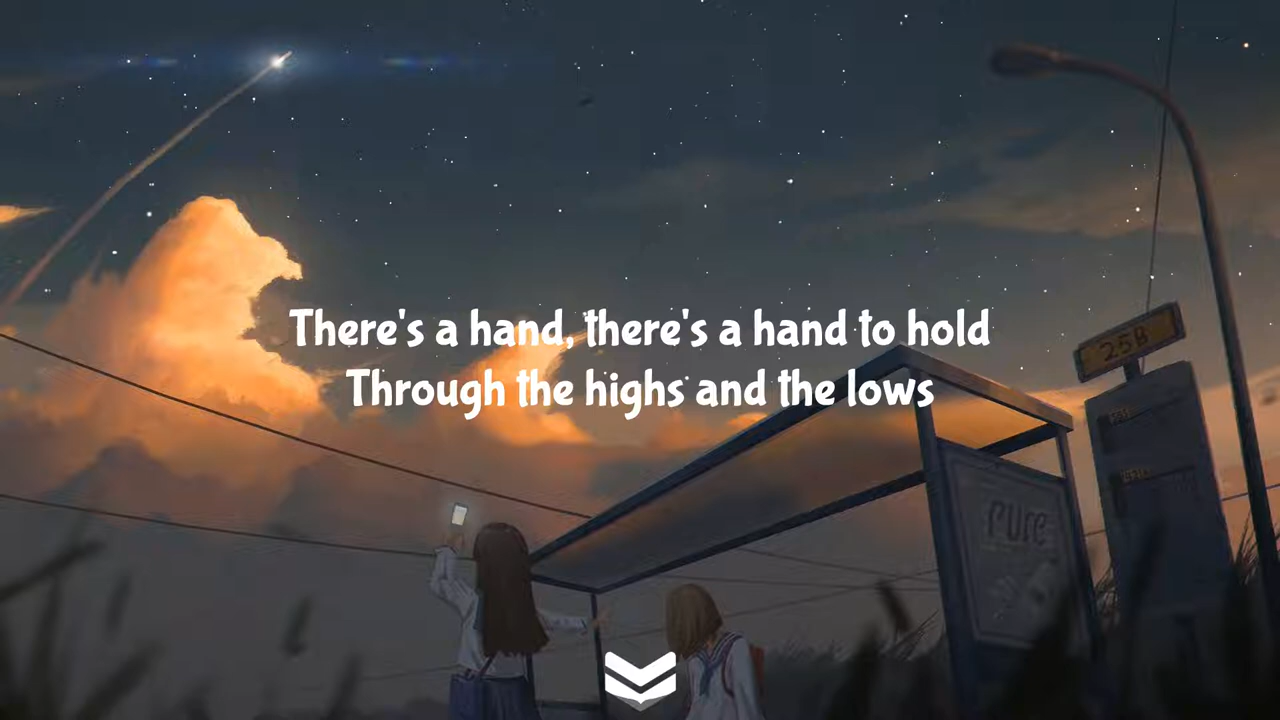 There's a hand, there's a hand to hold
Through the highs and the lows
25B
PURE